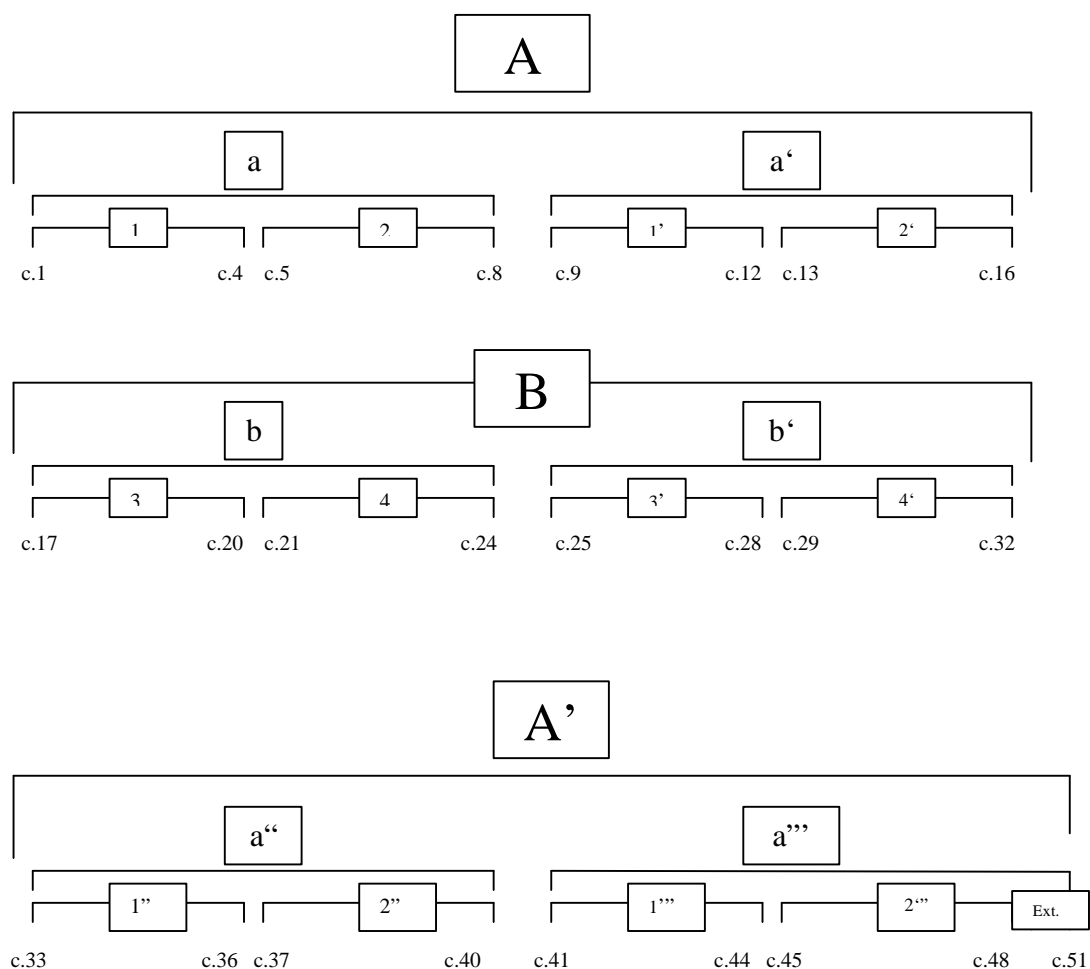 A
a a‘
1 2 1’ 2‘
c.1 c.4 c.5 c.8 c.9 c.12 c.13 c.16
B
b b‘
3 4 3’ 4‘
c.17 c.20 c.21 c.24 c.25 c.28 c.29 c.32
A’
a“ a”’
1” 2” 1”’ 2‘” Ext.
c.33 c.36 c.37 c.40 c.41 c.44 c.45 c.48 c.51